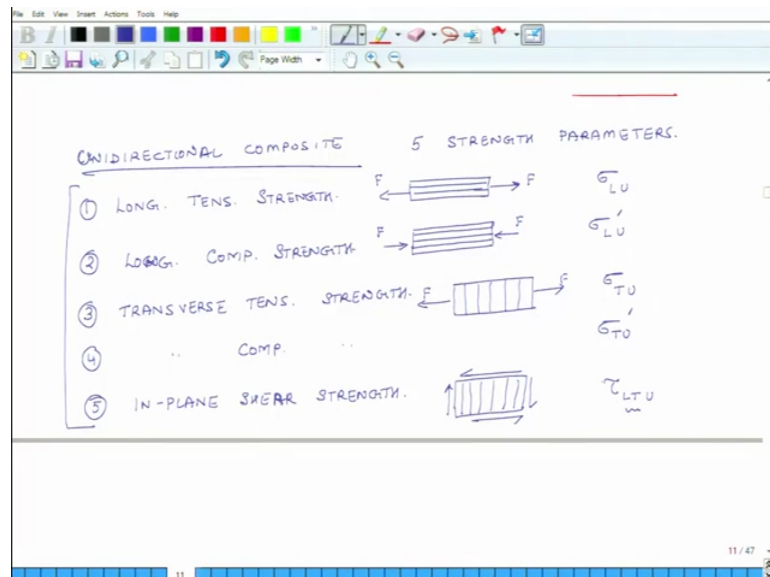 File Edit View Insert Actions Tools Help
B I
Page Width
UNIDIRECTIONAL COMPOSITE 5 STRENGTH PARAMETERS.
① LONG. TENS. STRENGTH. F F σLU
② LONG. COMP. STRENGTH F F σLU'
③ TRANSVERSE TENS. STRENGTH. F F σTU
④ " COMP. " σTU'
⑤ IN-PLANE SHEAR STRENGTH. τLTU
11 / 47
11